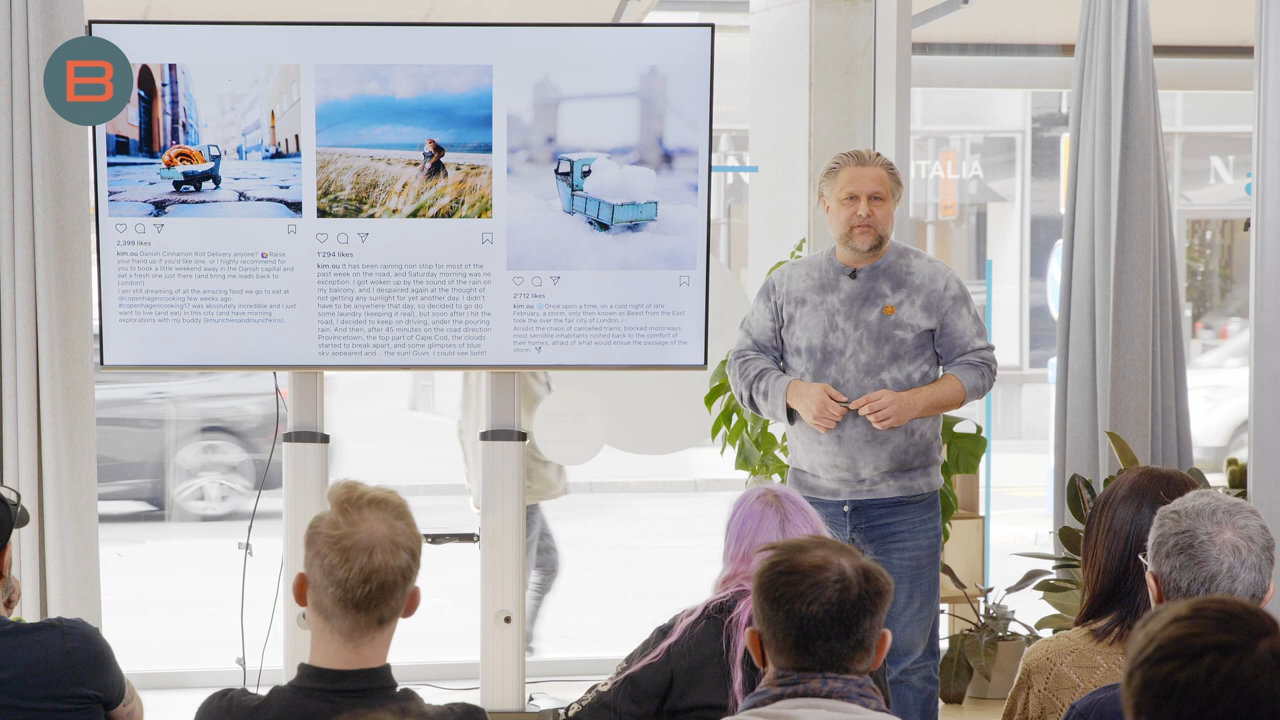 B
2,399 likes
kim.ou Danish Cinnamon Roll Delivery anyone? Raise
your hand if you'd like one, or i highly recommend for
you to book a little weekend away in the Danish capital and
eat a fresh one just there (and bring me loads back to
London!).
I am still dreaming of all the amazing food we go to eat at
@copenhagencooking few weeks ago.
#copenhagencooking17 was absolutely incredible and I just
want to live (and eat) in this city (and have morning
explorations with my buddy @munchiesandmunchkins).
1'294 likes
kim.ou It has been raining non stop for most of the
past week on the road, and Saturday morning was no
exception. I got woken up by the sound of the rain on
my balcony, and I despaired again at the thought of
not getting any sunlight for yet another day. I didn't
have to be anywhere that day, so decided to go do
some laundry (keeping it real), but soon after I hit the
road, I decided to keep on driving, under the pouring
rain. And then, after 45 minutes on the road direction
Provincetown, the top part of Cape Cod, the clouds
started to break apart, and some glimpses of blue
sky appeared and... the sun! Guys, I could see light!
2'712 likes
kim.ou Once upon a time, on a cold night of late
February, a storm, only then known as Beast from the East
took the over the fair city of London.
Amidst the chaos of cancelled trains, blocked motorways,
most sensible inhabitants rushed back to the comfort of
their homes, afraid of what would ensue the passage of the
storm.
N
ITALIA
N